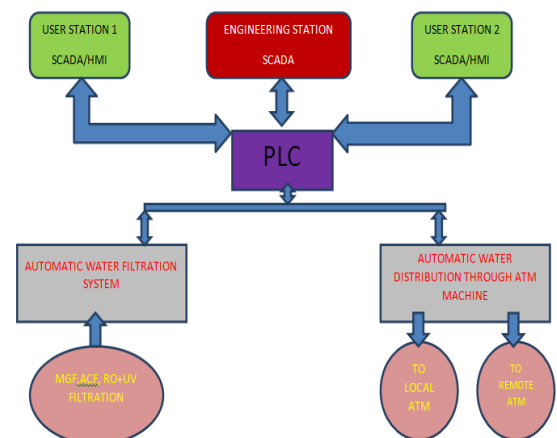 USER STATION 1
SCADA/HMI
ENGINEERING STATION
SCADA
USER STATION 2
SCADA/HMI
PLC
AUTOMATIC WATER FILTRATION
SYSTEM
AUTOMATIC WATER
DISTRIBUTION THROUGH ATM
MACHINE
MGF,ACF, RO+UV
FILTRATION
TO
LOCAL
ATM
TO
REMOTE
ATM